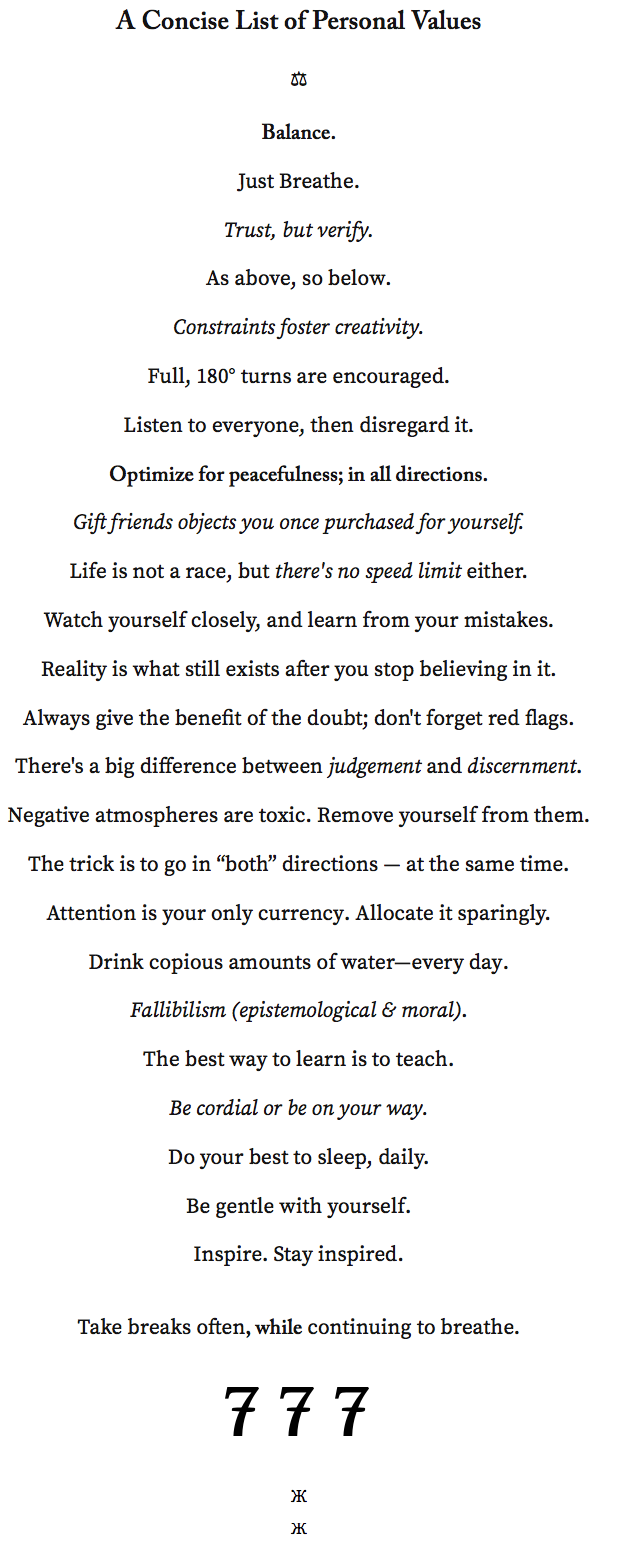 A Concise List of Personal Values
⚖
Balance.
Just Breathe.
Trust, but verify.
As above, so below.
Constraints foster creativity.
Full, 180° turns are encouraged.
Listen to everyone, then disregard it.
Optimize for peacefulness; in all directions.
Gift friends objects you once purchased for yourself.
Life is not a race, but there's no speed limit either.
Watch yourself closely, and learn from your mistakes.
Reality is what still exists after you stop believing in it.
Always give the benefit of the doubt; don't forget red flags.
There's a big difference between judgement and discernment.
Negative atmospheres are toxic. Remove yourself from them.
The trick is to go in “both” directions — at the same time.
Attention is your only currency. Allocate it sparingly.
Drink copious amounts of water—every day.
Fallibilism (epistemological & moral).
The best way to learn is to teach.
Be cordial or be on your way.
Do your best to sleep, daily.
Be gentle with yourself.
Inspire. Stay inspired.
Take breaks often, while continuing to breathe.
7 7 7
Ж
Ж